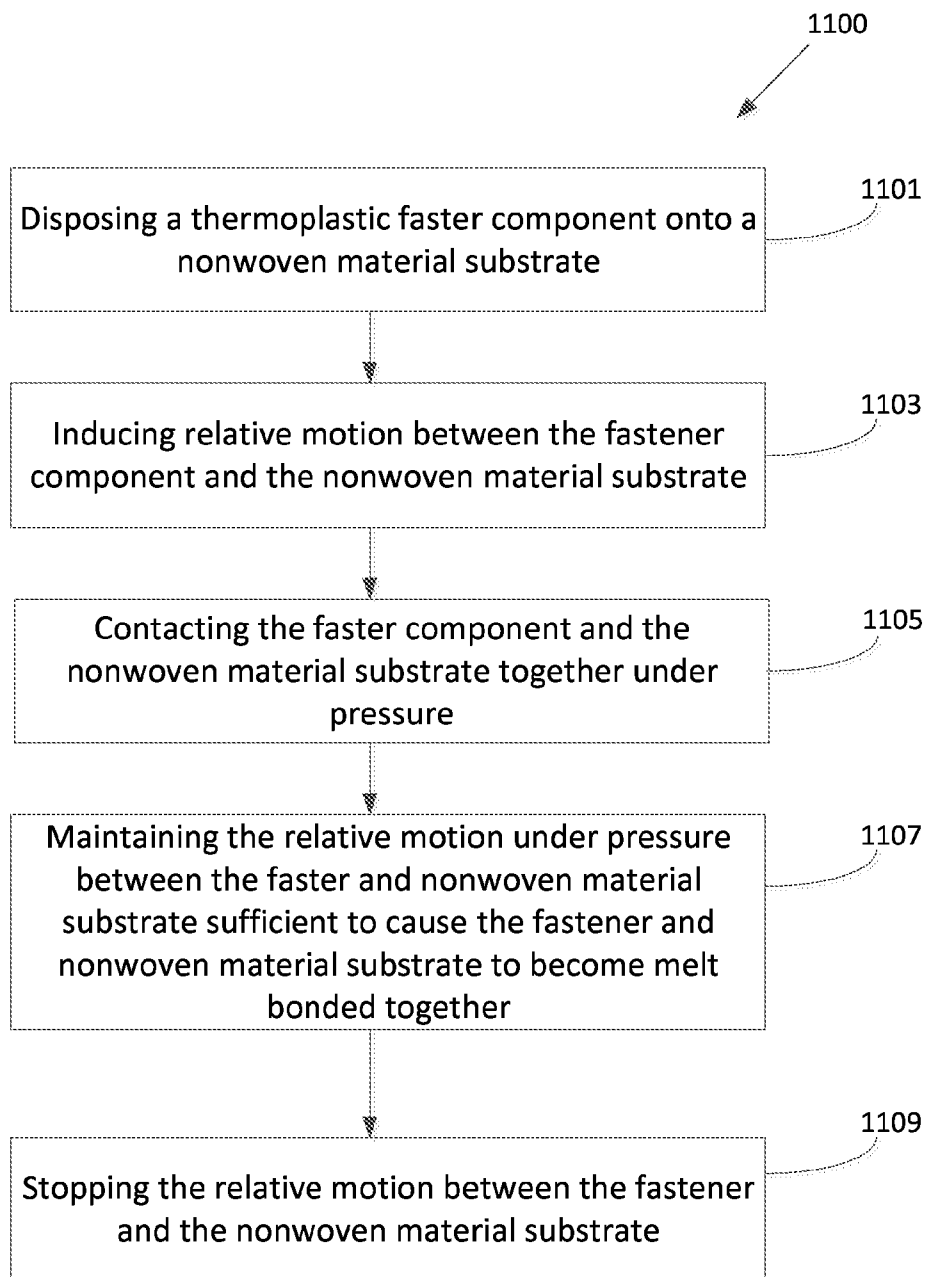 1100
Disposing a thermoplastic faster component onto a
nonwoven material substrate
1101
Inducing relative motion between the fastener
component and the nonwoven material substrate
1103
Contacting the faster component and the
nonwoven material substrate together under
pressure
1105
Maintaining the relative motion under pressure
between the faster and nonwoven material
substrate sufficient to cause the fastener and
nonwoven material substrate to become melt
bonded together
1107
Stopping the relative motion between the fastener
and the nonwoven material substrate
1109